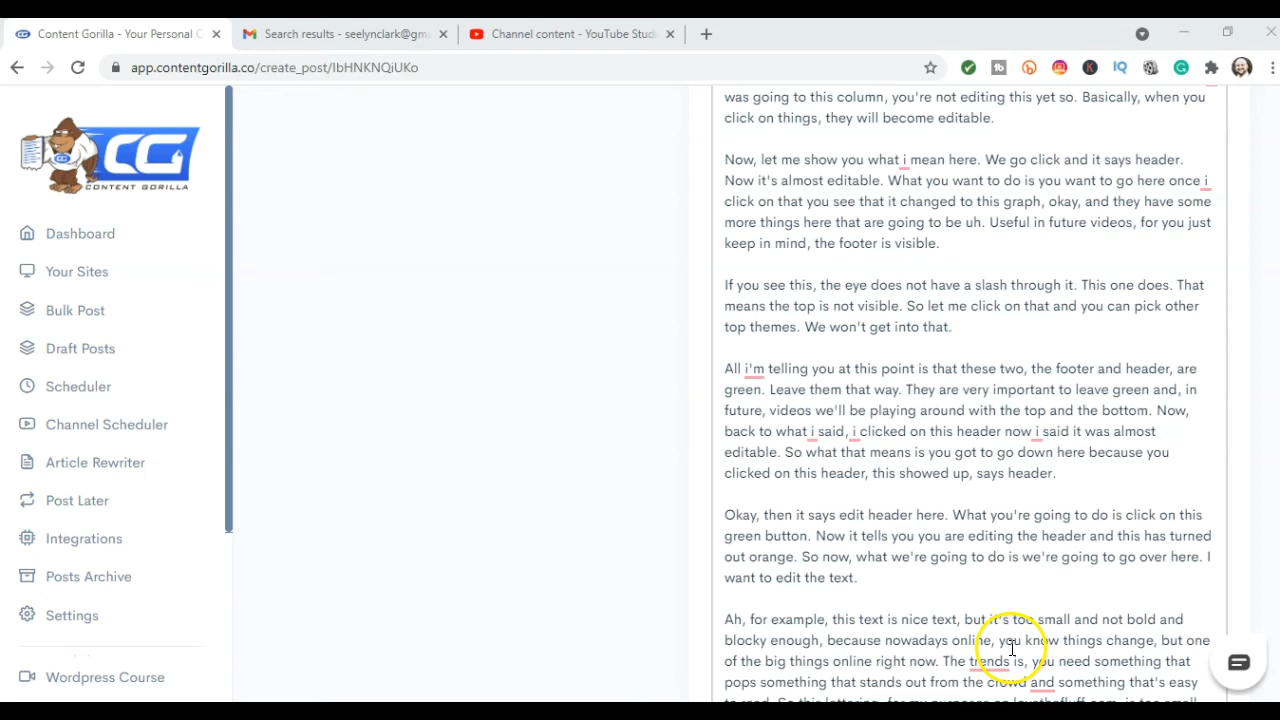 Content Gorilla - Your Personal C
Search results - seelynclark@gma
Channel content - YouTube Studi
app.contentgorilla.co/create_post/IbHNKNQiUKo
CG
CONTENT GORILLA
Dashboard
Your Sites
Bulk Post
Draft Posts
Scheduler
Channel Scheduler
Article Rewriter
Post Later
Integrations
Posts Archive
Settings
Wordpress Course
was going to this column, you're not editing this yet so. Basically, when you
click on things, they will become editable.
Now, let me show you what i mean here. We go click and it says header.
Now it's almost editable. What you want to do is you want to go here once i
click on that you see that it changed to this graph, okay, and they have some
more things here that are going to be uh. Useful in future videos, for you just
keep in mind, the footer is visible.
If you see this, the eye does not have a slash through it. This one does. That
means the top is not visible. So let me click on that and you can pick other
top themes. We won't get into that.
All i'm telling you at this point is that these two, the footer and header, are
green. Leave them that way. They are very important to leave green and, in
future, videos we'll be playing around with the top and the bottom. Now,
back to what i said, i clicked on this header now i said it was almost
editable. So what that means is you got to go down here because you
clicked on this header, this showed up, says header.
Okay, then it says edit header here. What you're going to do is click on this
green button. Now it tells you you are editing the header and this has turned
out orange. So now, what we're going to do is we're going to go over here. I
want to edit the text.
Ah, for example, this text is nice text, but it's too small and not bold and
blocky enough, because nowadays online, you know things change, but one
of the big things online right now. The trends is, you need something that
pops something that stands out from the crowd and something that's easy